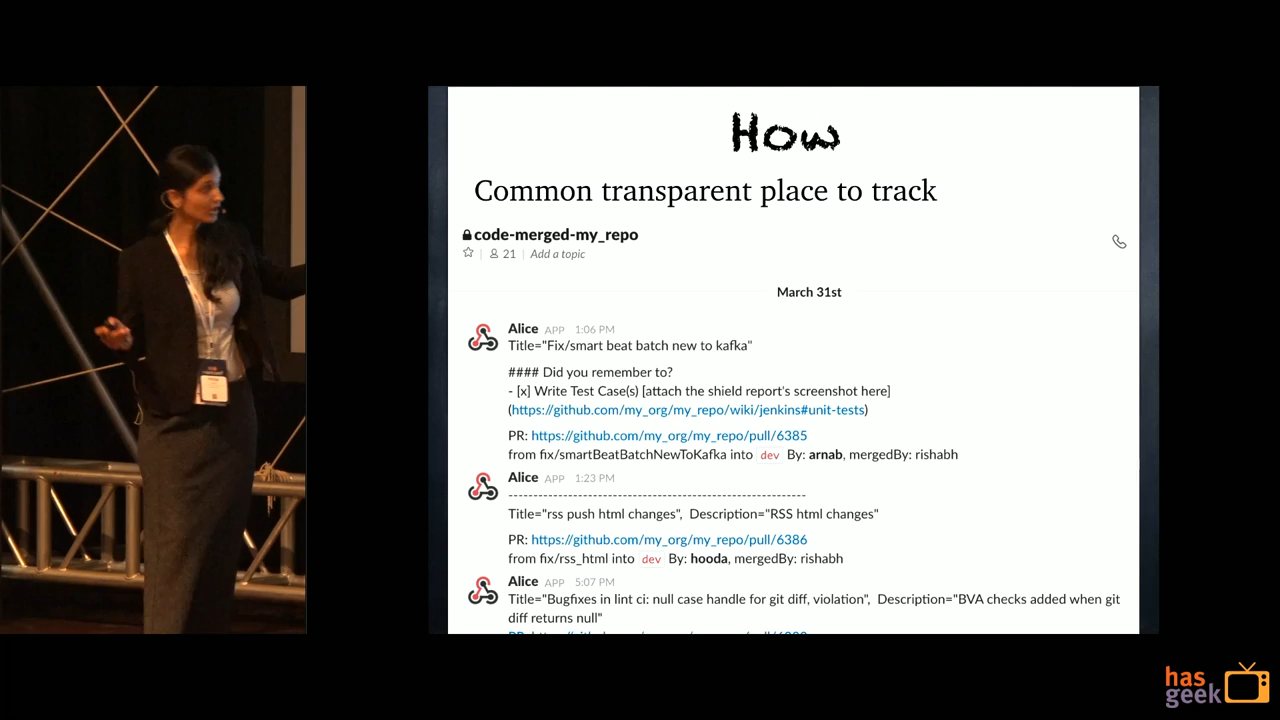 How
Common transparent place to track
code-merged-my_repo
21 | Add a topic
March 31st
Alice APP 1:06 PM
Title="Fix/smart beat batch new to kafka"
#### Did you remember to?
- [x] Write Test Case(s) [attach the shield report's screenshot here]
(https://github.com/my_org/my_repo/wiki/jenkins#unit-tests)
PR: https://github.com/my_org/my_repo/pull/6385
from fix/smartBeatBatchNewToKafka into dev By: arnab, mergedBy: rishabh
Alice APP 1:23 PM
------------------------------------------------------------
Title="rss push html changes", Description="RSS html changes"
PR: https://github.com/my_org/my_repo/pull/6386
from fix/rss_html into dev By: hooda, mergedBy: rishabh
Alice APP 5:07 PM
Title="Bugfixes in lint ci: null case handle for git diff, violation", Description="BVA checks added when git
diff returns null"
has
geek